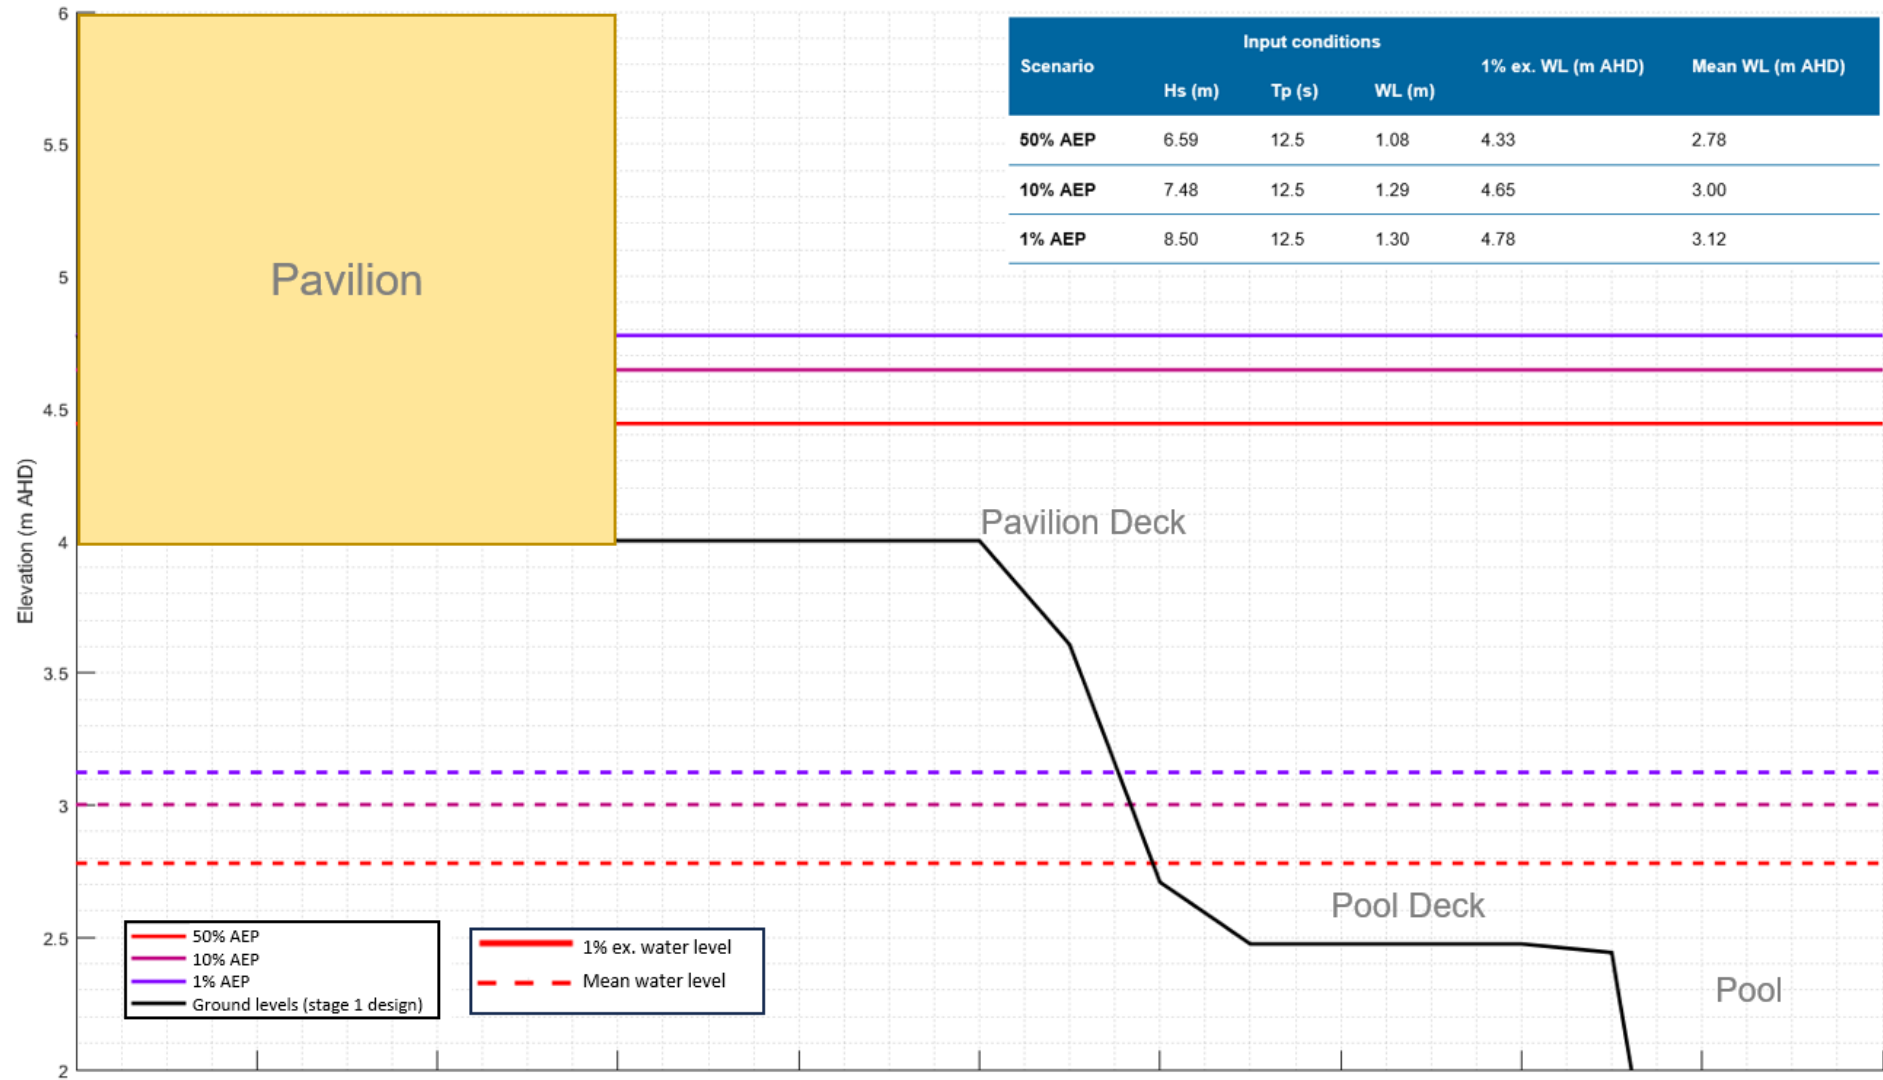 Input conditions
Scenario
1% ex. WL (m AHD)
Mean WL (m AHD)
Hs (m) Tp (s) WL (m)
50% AEP 6.59 12.5 1.08 4.33 2.78
10% AEP 7.48 12.5 1.29 4.65 3.00
1% AEP 8.50 12.5 1.30 4.78 3.12
Elevation (m AHD)
6
5.5
5
4.5
4
3.5
3
2.5
2
Pavilion
Pavilion Deck
Pool Deck
Pool
50% AEP
10% AEP
1% AEP
Ground levels (stage 1 design)
1% ex. water level
Mean water level